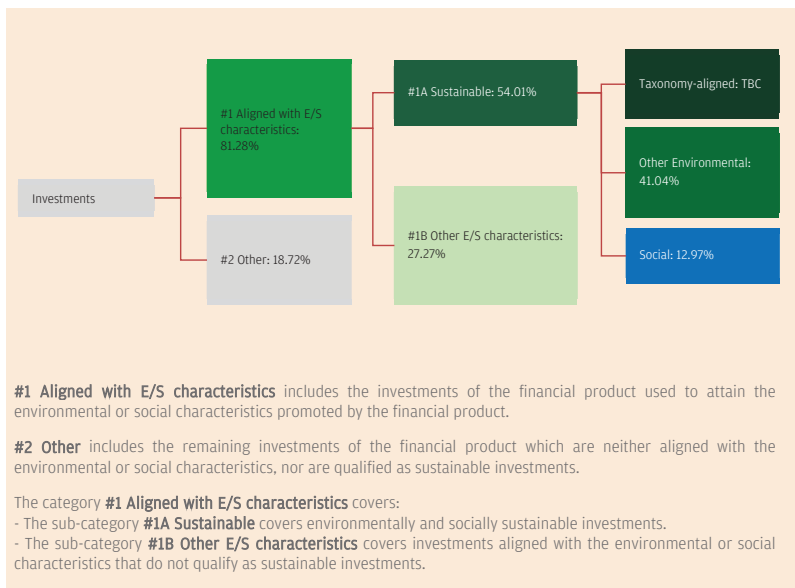 Investments
#1 Aligned with E/S
characteristics:
81.28%
#2 Other: 18.72%
#1A Sustainable: 54.01%
#1B Other E/S characteristics:
27.27%
Taxonomy-aligned: TBC
Other Environmental:
41.04%
Social: 12.97%
#1 Aligned with E/S characteristics includes the investments of the financial product used to attain the
environmental or social characteristics promoted by the financial product.
#2 Other includes the remaining investments of the financial product which are neither aligned with the
environmental or social characteristics, nor are qualified as sustainable investments.
The category #1 Aligned with E/S characteristics covers:
- The sub-category #1A Sustainable covers environmentally and socially sustainable investments.
- The sub-category #1B Other E/S characteristics covers investments aligned with the environmental or social
characteristics that do not qualify as sustainable investments.